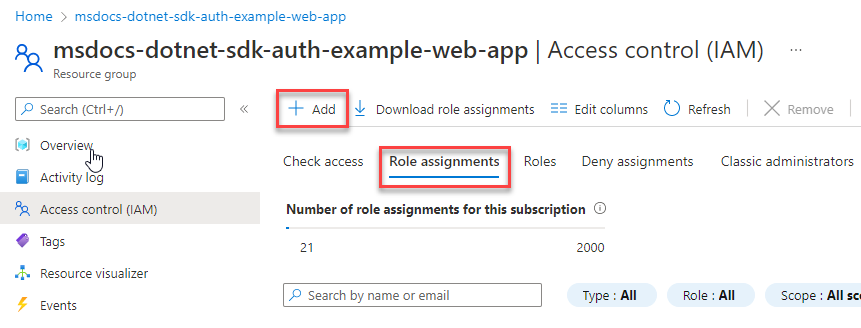 Home > msdocs-dotnet-sdk-auth-example-web-app >
msdocs-dotnet-sdk-auth-example-web-app | Access control (IAM) ...
Resource group
Search (Ctrl+/) «
+ Add Download role assignments Edit columns Refresh Remove
Overview
Activity log
Access control (IAM)
Tags
Resource visualizer
Events
Check access Role assignments Roles Deny assignments Classic administrators
Number of role assignments for this subscription
21 2000
Search by name or email Type : All Role : All Scope : All sc